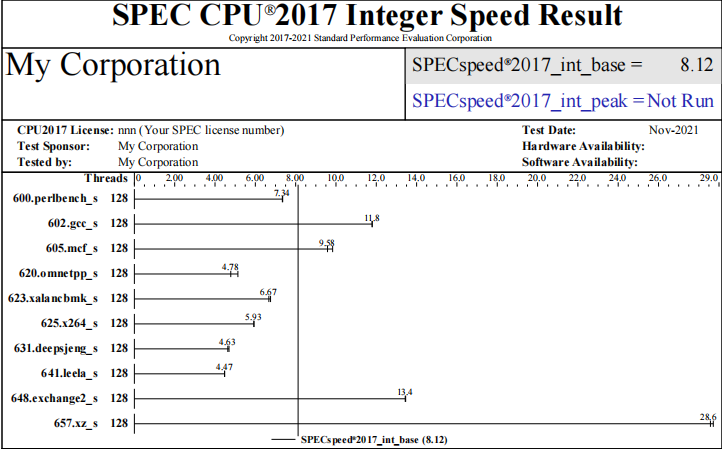 SPEC CPU®2017 Integer Speed Result
Copyright 2017-2021 Standard Performance Evaluation Corporation
My Corporation
SPECspeed®2017_int_base = 8.12
SPECspeed®2017_int_peak = Not Run
CPU2017 License: nnn (Your SPEC license number) Test Date: Nov-2021
Test Sponsor: My Corporation Hardware Availability:
Tested by: My Corporation Software Availability:
Threads 0 2.00 4.00 6.00 8.00 10.0 12.0 14.0 16.0 18.0 20.0 22.0 24.0 26.0 29.0
600.perlbench_s 128 7.34
602.gcc_s 128 11.8
605.mcf_s 128 9.58
620.omnetpp_s 128 4.78
623.xalancbmk_s 128 6.67
625.x264_s 128 5.93
631.deepsjeng_s 128 4.63
641.leela_s 128 4.47
648.exchange2_s 128 13.4
657.xz_s 128 28.6
SPECspeed®2017_int_base (8.12)